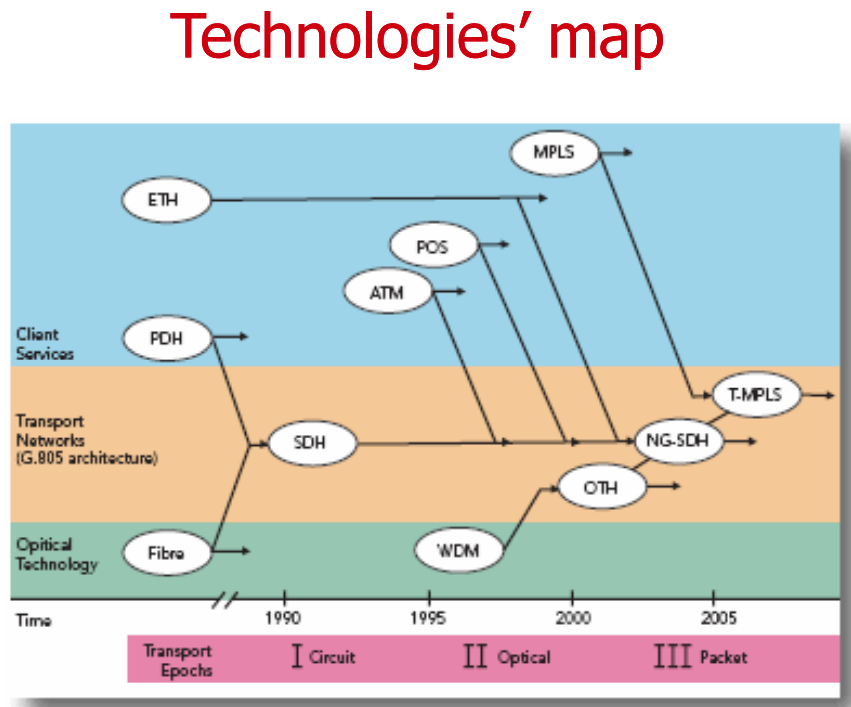 Technologies' map
MPLS
ETH
POS
ATM
Client
Services
PDH
T-MPLS
Transport
Networks
(G.805 architecture)
SDH
NG-SDH
OTH
Opitical
Technology
Fibre
WDM
Time
1990
1995
2000
2005
Transport
Epochs
I Circuit
II Optical
III Packet